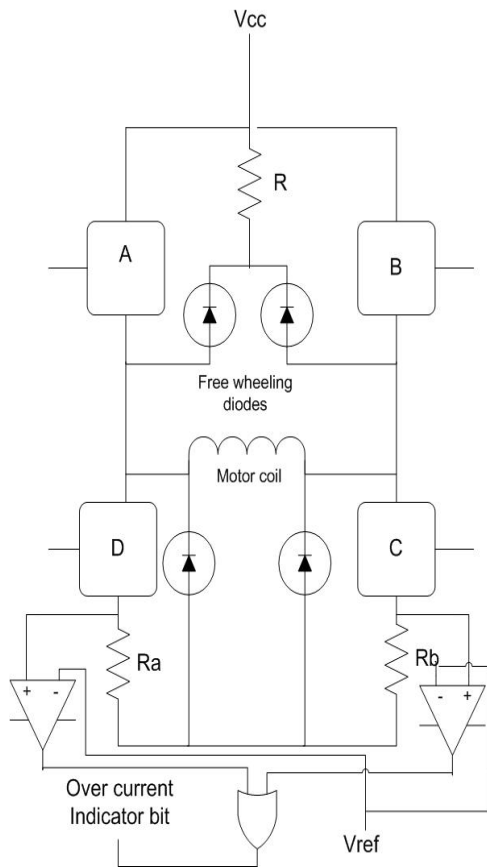 Vcc
R
A
B
Free wheeling
diodes
Motor coil
D
C
Ra
Rb
+ -
- +
Over current
Indicator bit
Vref